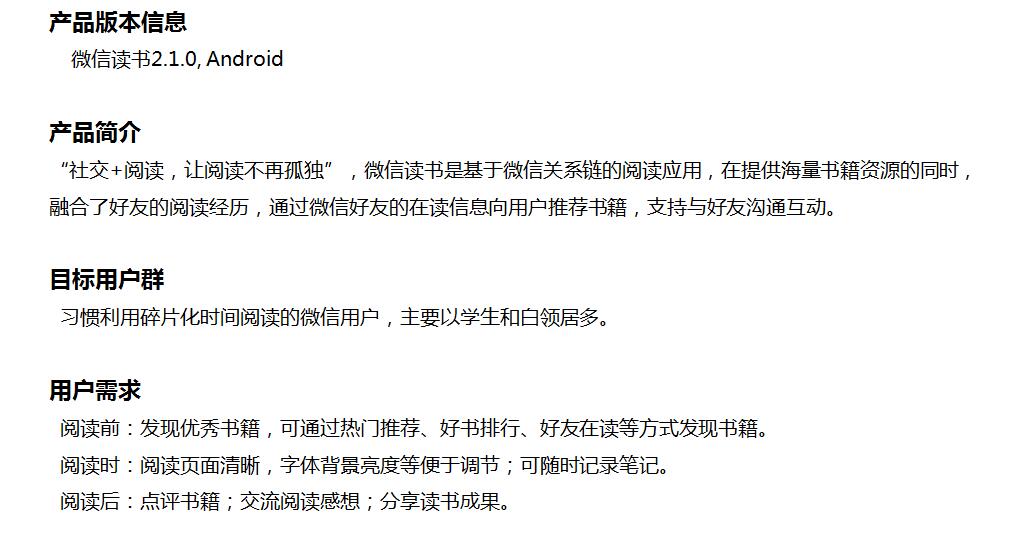 产品版本信息
微信读书2.1.0, Android
产品简介
“社交+阅读，让阅读不再孤独”，微信读书是基于微信关系链的阅读应用，在提供海量书籍资源的同时，
融合了好友的阅读经历，通过微信好友的在读信息向用户推荐书籍，支持与好友沟通互动。
目标用户群
习惯利用碎片化时间阅读的微信用户，主要以学生和白领居多。
用户需求
阅读前：发现优秀书籍，可通过热门推荐、好书排行、好友在读等方式发现书籍。
阅读时：阅读页面清晰，字体背景亮度等便于调节；可随时记录笔记。
阅读后：点评书籍；交流阅读感想；分享读书成果。